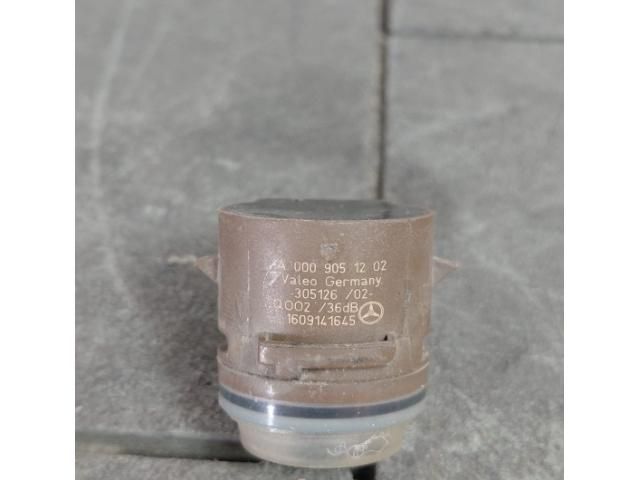 A 000 905 12 02
Valeo Germany
-305126 /02-
Q002 /36dB
1609141645